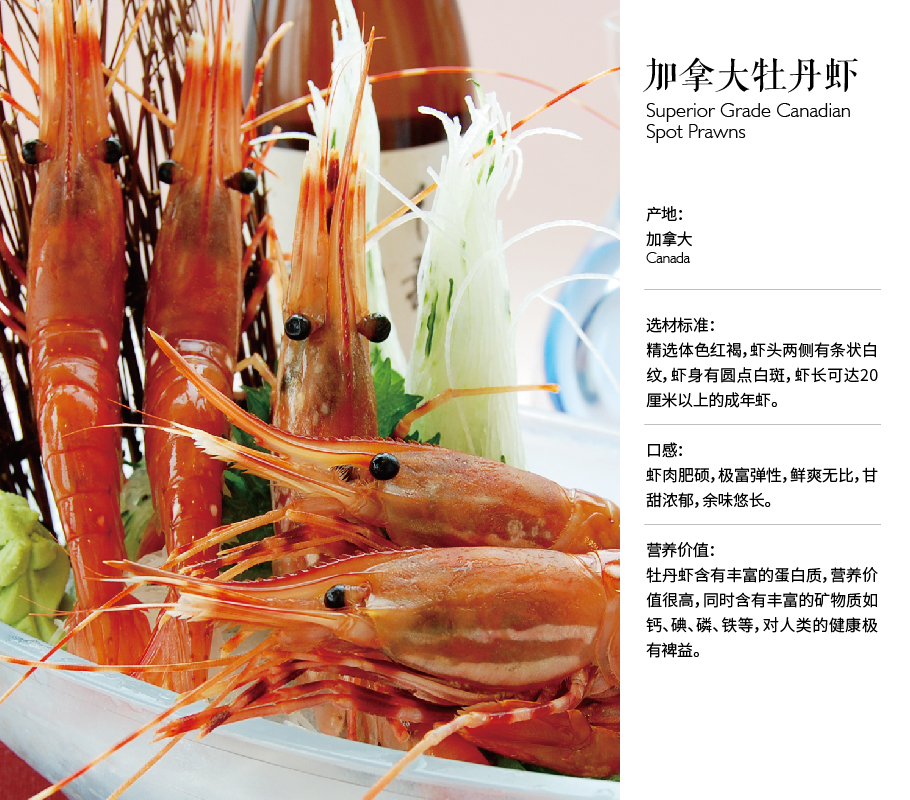 加拿大牡丹虾
Superior Grade Canadian
Spot Prawns
产地：
加拿大
Canada
选材标准：
精选体色红褐，虾头两侧有条状白
纹，虾身有圆点白斑，虾长可达20
厘米以上的成年虾。
口感：
虾肉肥硕，极富弹性，鲜爽无比，甘
甜浓郁，余味悠长。
营养价值：
牡丹虾含有丰富的蛋白质，营养价
值很高，同时含有丰富的矿物质如
钙、碘、磷、铁等，对人类的健康极
有裨益。